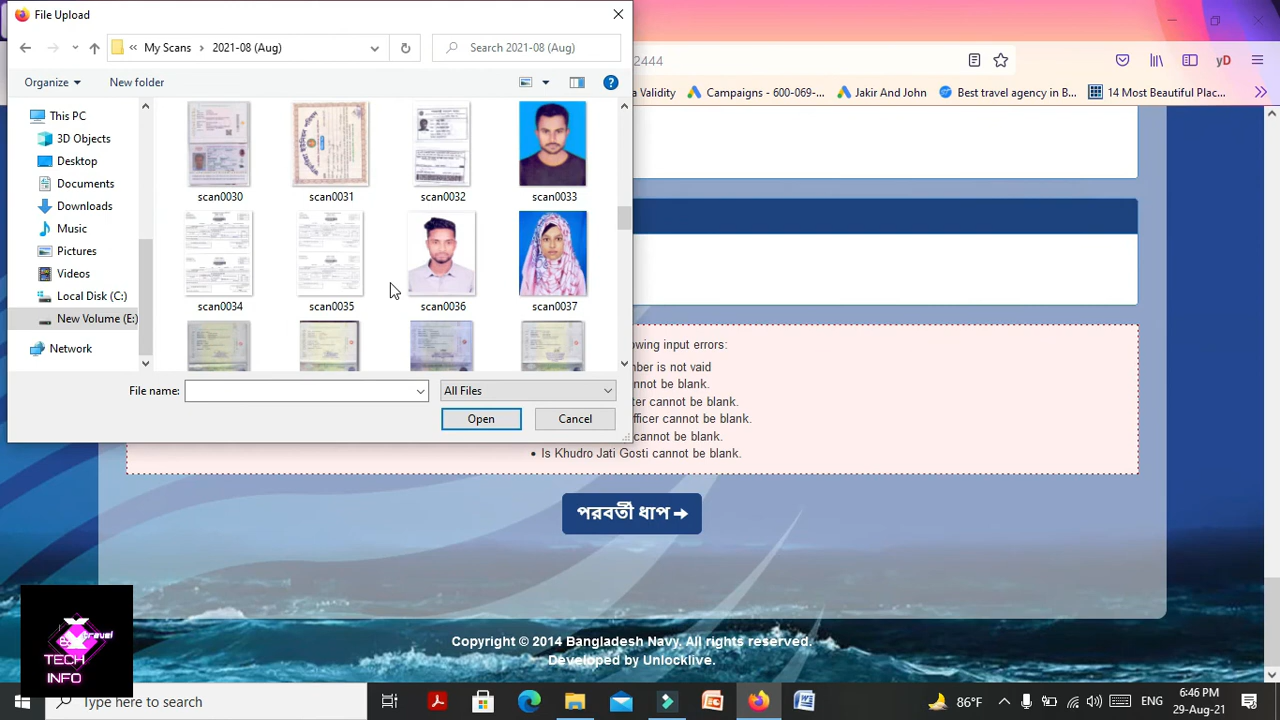 File Upload
My Scans
2021-08 (Aug)
Search 2021-08 (Aug)
2444
Organize
New folder
a Validity
Campaigns - 600-069-...
Jakir And John
Best travel agency in B...
14 Most Beautiful Plac...
yD
This PC
3D Objects
Desktop
Documents
Downloads
Music
Pictures
Videos
Local Disk (C:)
New Volume (E:)
Network
scan0030
scan0031
scan0032
scan0033
scan0034
scan0035
scan0036
scan0037
File name:
All Files
Open
Cancel
owing input errors:
mber is not vaid
nnot be blank.
ter cannot be blank.
fficer cannot be blank.
cannot be blank.
Is Khudro Jati Gosti cannot be blank.
পরবর্তী ধাপ
Copyright © 2014 Bangladesh Navy. All rights reserved.
Developed by Unlocklive.
travel
TECH
INFO
Type here to search
86°F
ENG
6:46 PM
29-Aug-21